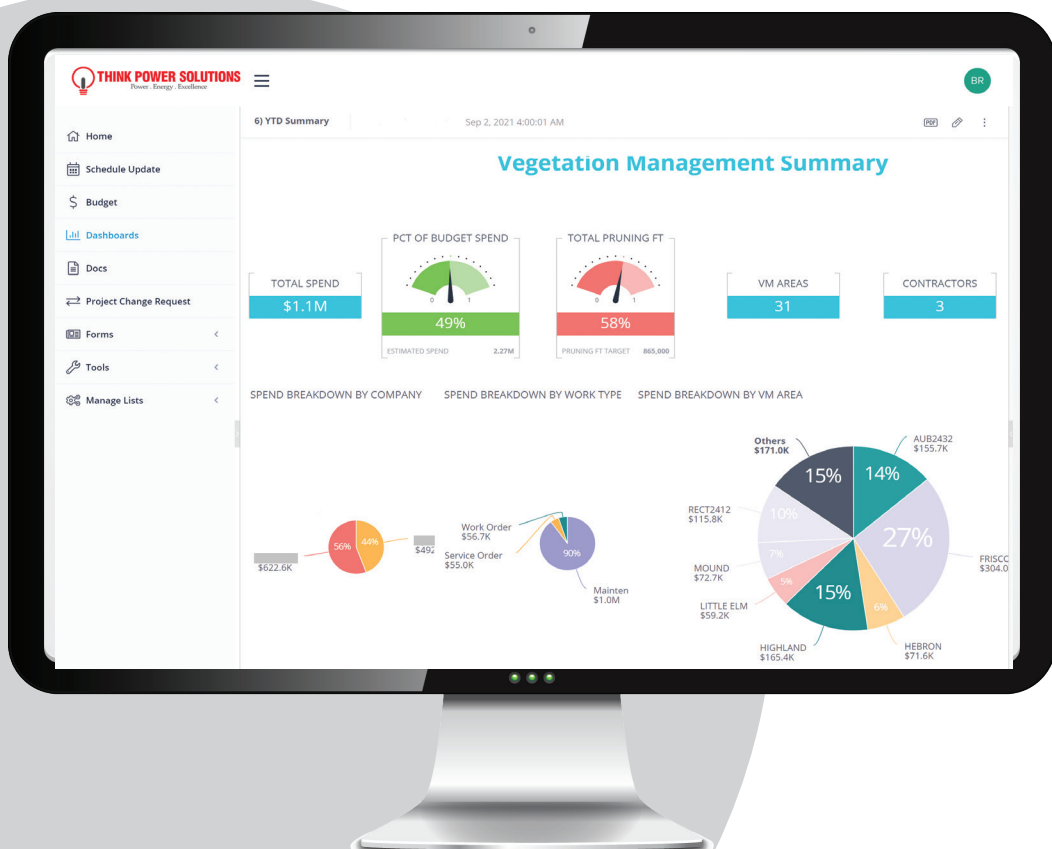 THINK POWER SOLUTIONS
Power . Energy . Excellence
BR
Home
Schedule Update
Budget
Dashboards
Docs
Project Change Request
Forms
Tools
Manage Lists
6) YTD Summary
Sep 2, 2021 4:00:01 AM
PDF
Vegetation Management Summary
TOTAL SPEND
$1.1M
PCT OF BUDGET SPEND
0 1
49%
ESTIMATED SPEND 2.27M
TOTAL PRUNING FT
0 1
58%
PRUNING FT TARGET 865,000
VM AREAS
31
CONTRACTORS
3
SPEND BREAKDOWN BY COMPANY
56%
44%
$622.6K
$492
SPEND BREAKDOWN BY WORK TYPE
Work Order
$56.7K
Service Order
$55.0K
90%
Mainten
$1.0M
SPEND BREAKDOWN BY VM AREA
Others
$171.0K
15%
AUB2432
$155.7K
14%
RECT2412
$115.8K
10%
27%
FRISCO
$304.0
MOUND
$72.7K
7%
LITTLE ELM
$59.2K
5%
HIGHLAND
$165.4K
15%
HEBRON
$71.6K
6%